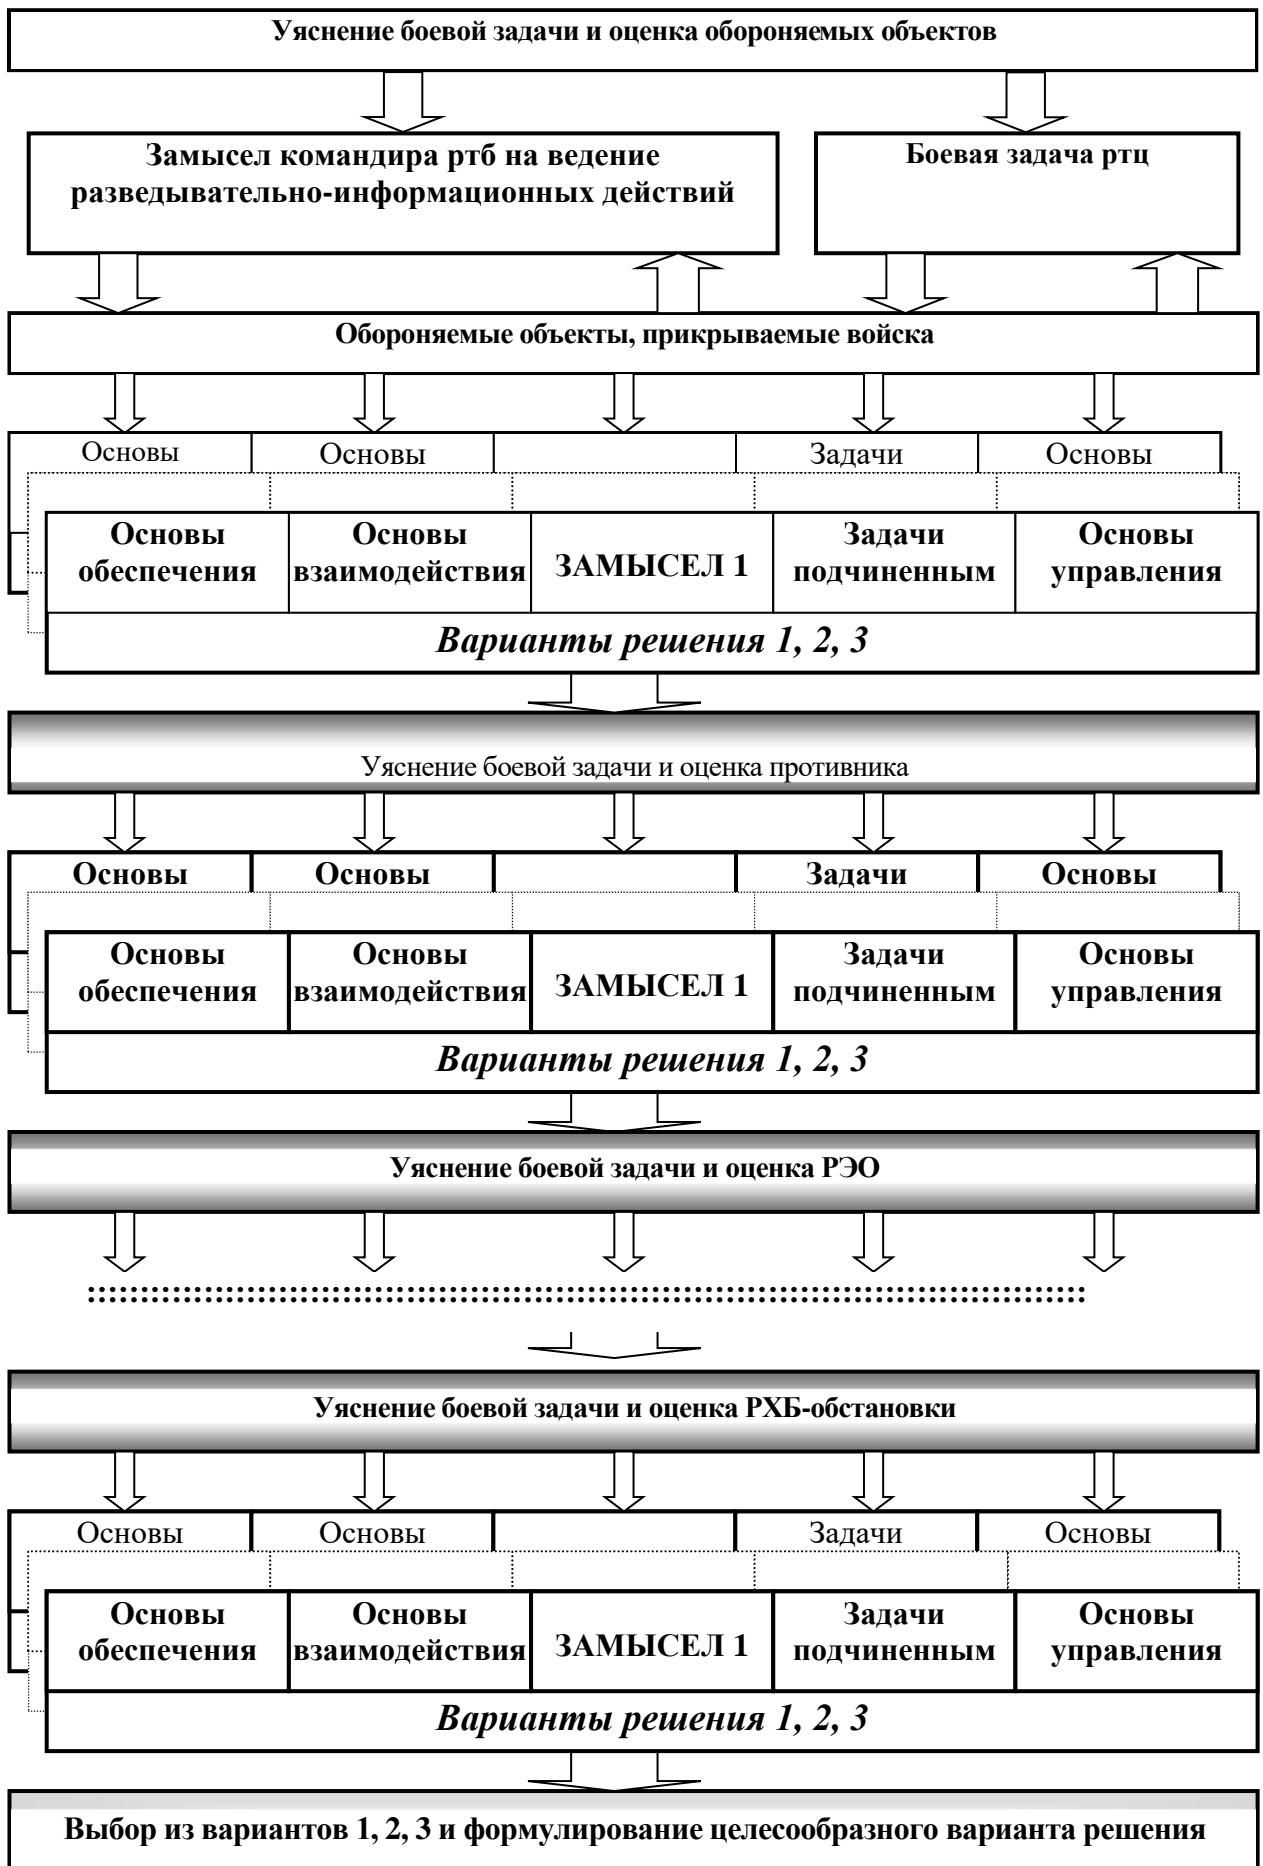 Уяснение боевой задачи и оценка обороняемых объектов
Замысел командира ртб на ведение
разведывательно-информационных действий
Боевая задача ртц
Обороняемые объекты, прикрываемые войска
Основы Основы Задачи Основы
Основы обеспечения
Основы взаимодействия
ЗАМЫСЕЛ 1
Задачи подчиненным
Основы управления
Варианты решения 1, 2, 3
Уяснение боевой задачи и оценка противника
Основы Основы Задачи Основы
Основы обеспечения
Основы взаимодействия
ЗАМЫСЕЛ 1
Задачи подчиненным
Основы управления
Варианты решения 1, 2, 3
Уяснение боевой задачи и оценка РЭО
Уяснение боевой задачи и оценка РХБ-обстановки
Основы Основы Задачи Основы
Основы обеспечения
Основы взаимодействия
ЗАМЫСЕЛ 1
Задачи подчиненным
Основы управления
Варианты решения 1, 2, 3
Выбор из вариантов 1, 2, 3 и формулирование целесообразного варианта решения